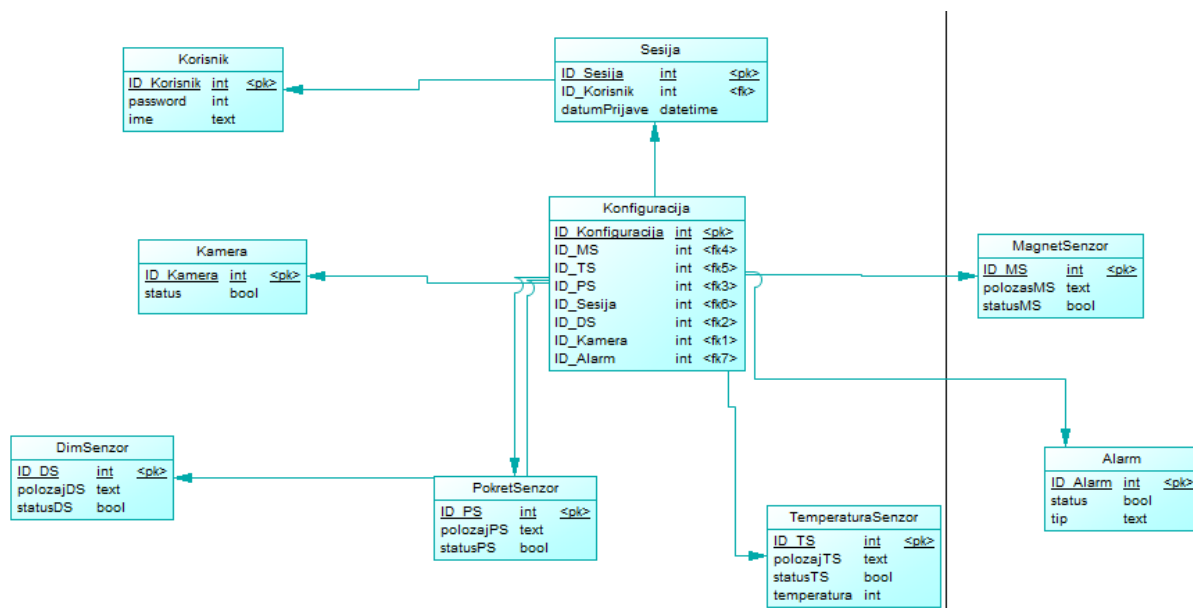 Korisnik
ID_Korisnik int <pk>
password int
ime text
Sesija
ID_Sesija int <pk>
ID_Korisnik int <fk>
datumPrijave datetime
Konfiguracija
ID_Konfiguracija int <pk>
ID_MS int <fk4>
ID_TS int <fk5>
ID_PS int <fk3>
ID_Sesija int <fk6>
ID_DS int <fk2>
ID_Kamera int <fk1>
ID_Alarm int <fk7>
Kamera
ID_Kamera int <pk>
status bool
MagnetSenzor
ID_MS int <pk>
polozasMS text
statusMS bool
DimSenzor
ID_DS int <pk>
polozajDS text
statusDS bool
PokretSenzor
ID_PS int <pk>
polozajPS text
statusPS bool
TemperaturaSenzor
ID_TS int <pk>
polozajTS text
statusTS bool
temperatura int
Alarm
ID_Alarm int <pk>
status bool
tip text